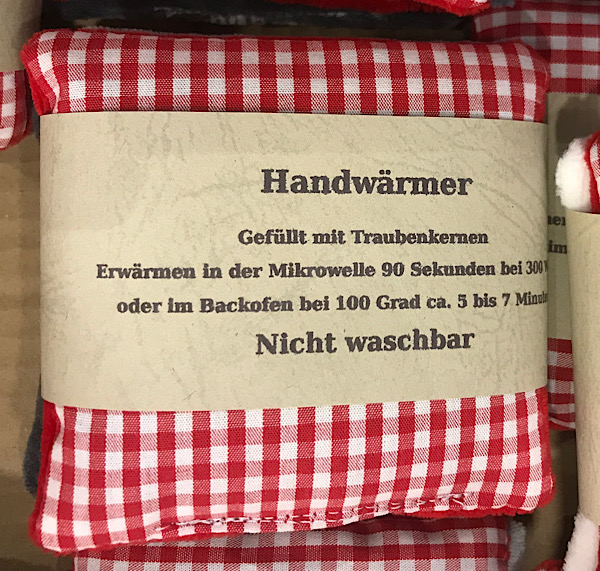 Handwärmer
Gefüllt mit Traubenkernen
Erwärmen in der Mikrowelle 90 Sekunden bei 300
oder im Backofen bei 100 Grad ca. 5 bis 7 Minuten
Nicht waschbar